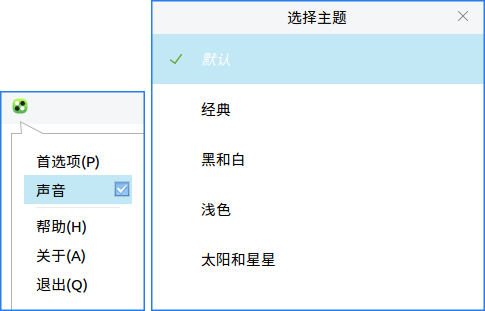 首选项(P)
声音
帮助(H)
关于(A)
退出(Q)
选择主题
默认
经典
黑和白
浅色
太阳和星星